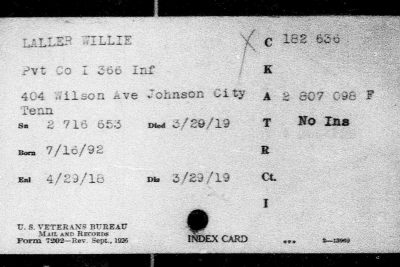 LALLER WILLIE C 182 636
Pvt Co I 366 Inf K
404 Wilson Ave Johnson City A 2 807 098 F
Tenn
Sn 2 716 653 Died 3/29/19 T No Ins
Born 7/16/92 R
Enl 4/29/18 Dis 3/29/19 Ct.
I
U. S. VETERANS BUREAU
MAIL AND RECORDS
Form 7202—Rev. Sept., 1926 INDEX CARD 2—13969